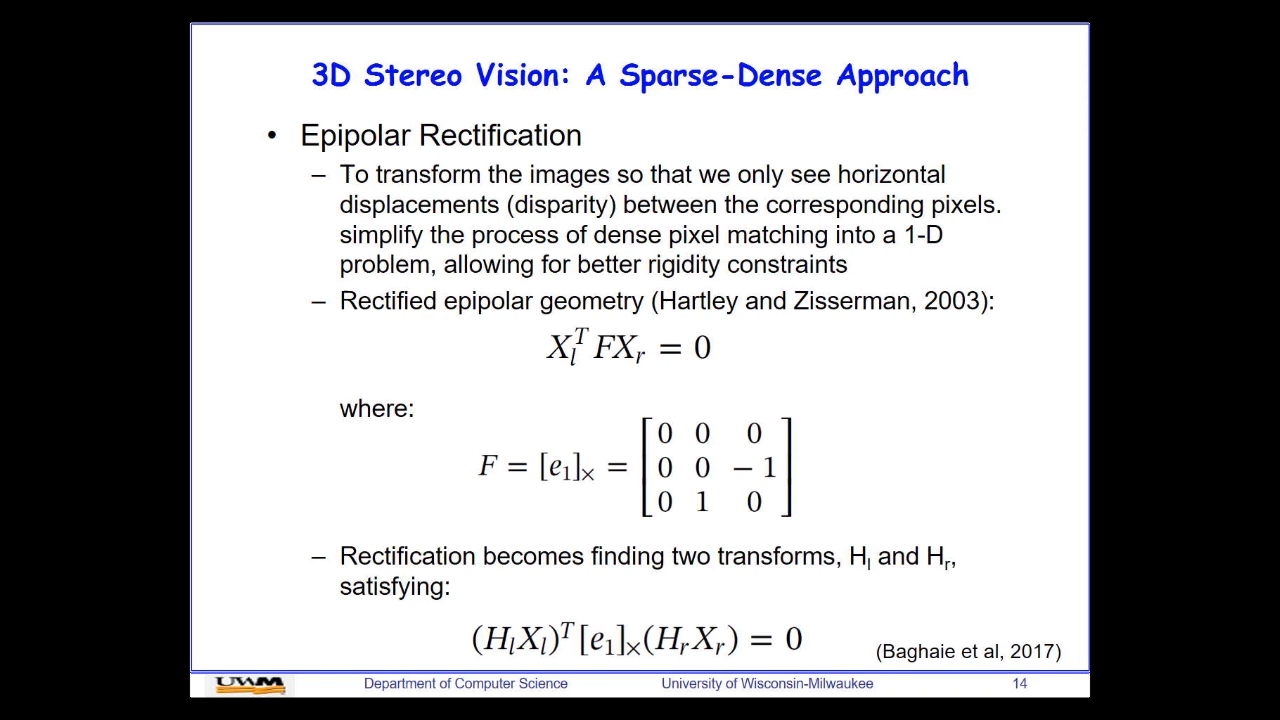 3D Stereo Vision: A Sparse-Dense Approach
• Epipolar Rectification
– To transform the images so that we only see horizontal
displacements (disparity) between the corresponding pixels.
simplify the process of dense pixel matching into a 1-D
problem, allowing for better rigidity constraints
– Rectified epipolar geometry (Hartley and Zisserman, 2003):
X_l^T F X_r = 0
where:
F = [e_1]_× = [0 0 0
0 0 −1
0 1 0]
– Rectification becomes finding two transforms, H_l and H_r,
satisfying:
(H_l X_l)^T [e_1]_× (H_r X_r) = 0
(Baghaie et al, 2017)
UWM Department of Computer Science University of Wisconsin-Milwaukee 14